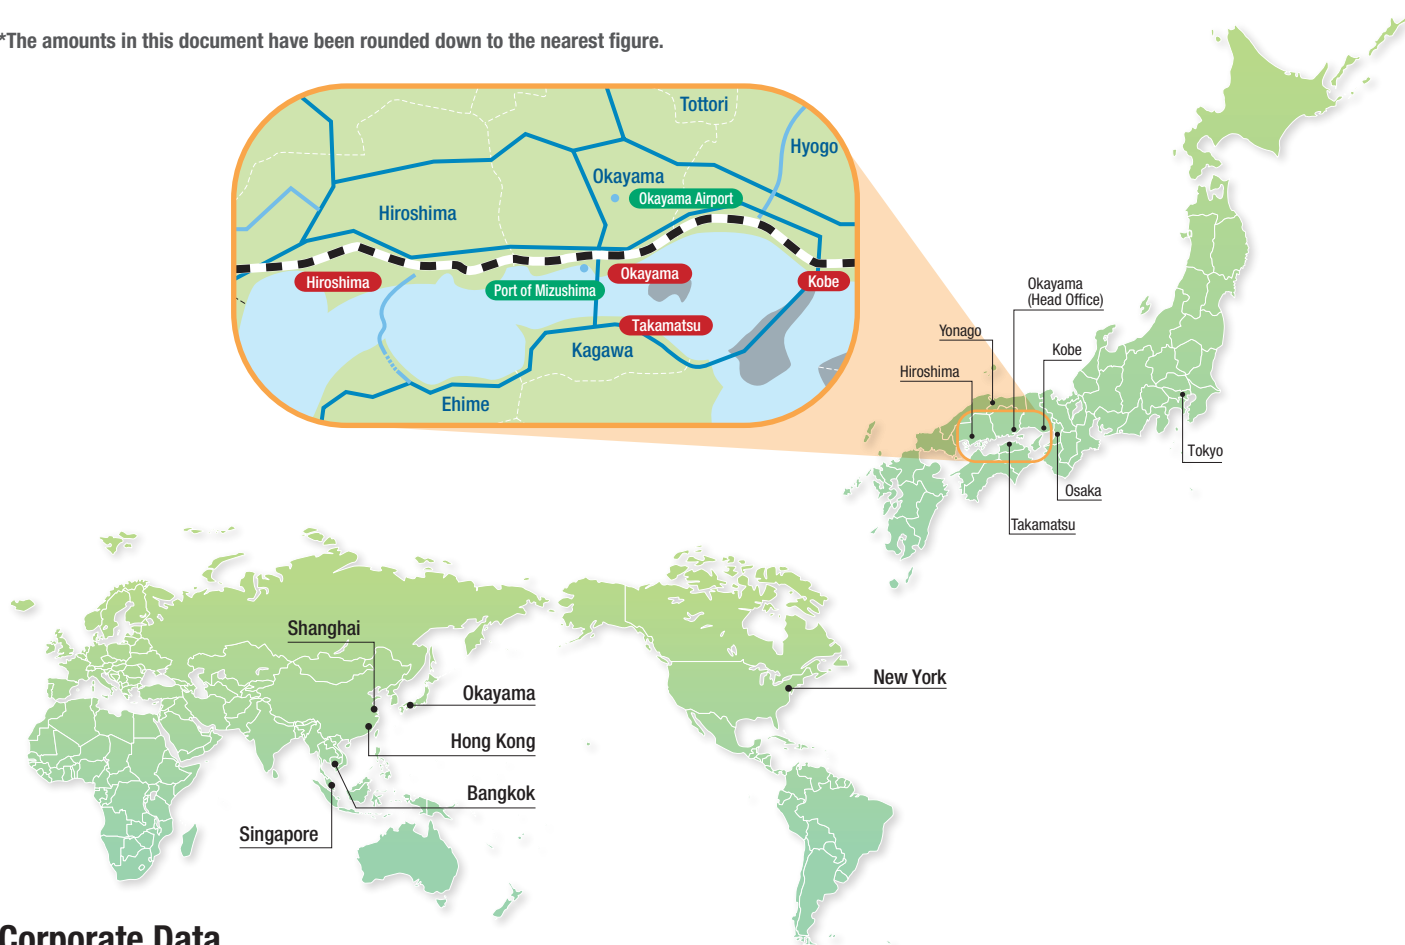 *The amounts in this document have been rounded down to the nearest figure.
Tottori
Hyogo
Okayama
Okayama Airport
Hiroshima
Hiroshima
Okayama
Kobe
Port of Mizushima
Takamatsu
Kagawa
Ehime
Okayama
(Head Office)
Yonago
Kobe
Hiroshima
Tokyo
Osaka
Takamatsu
Shanghai
Okayama
New York
Hong Kong
Bangkok
Singapore
Corporate Data